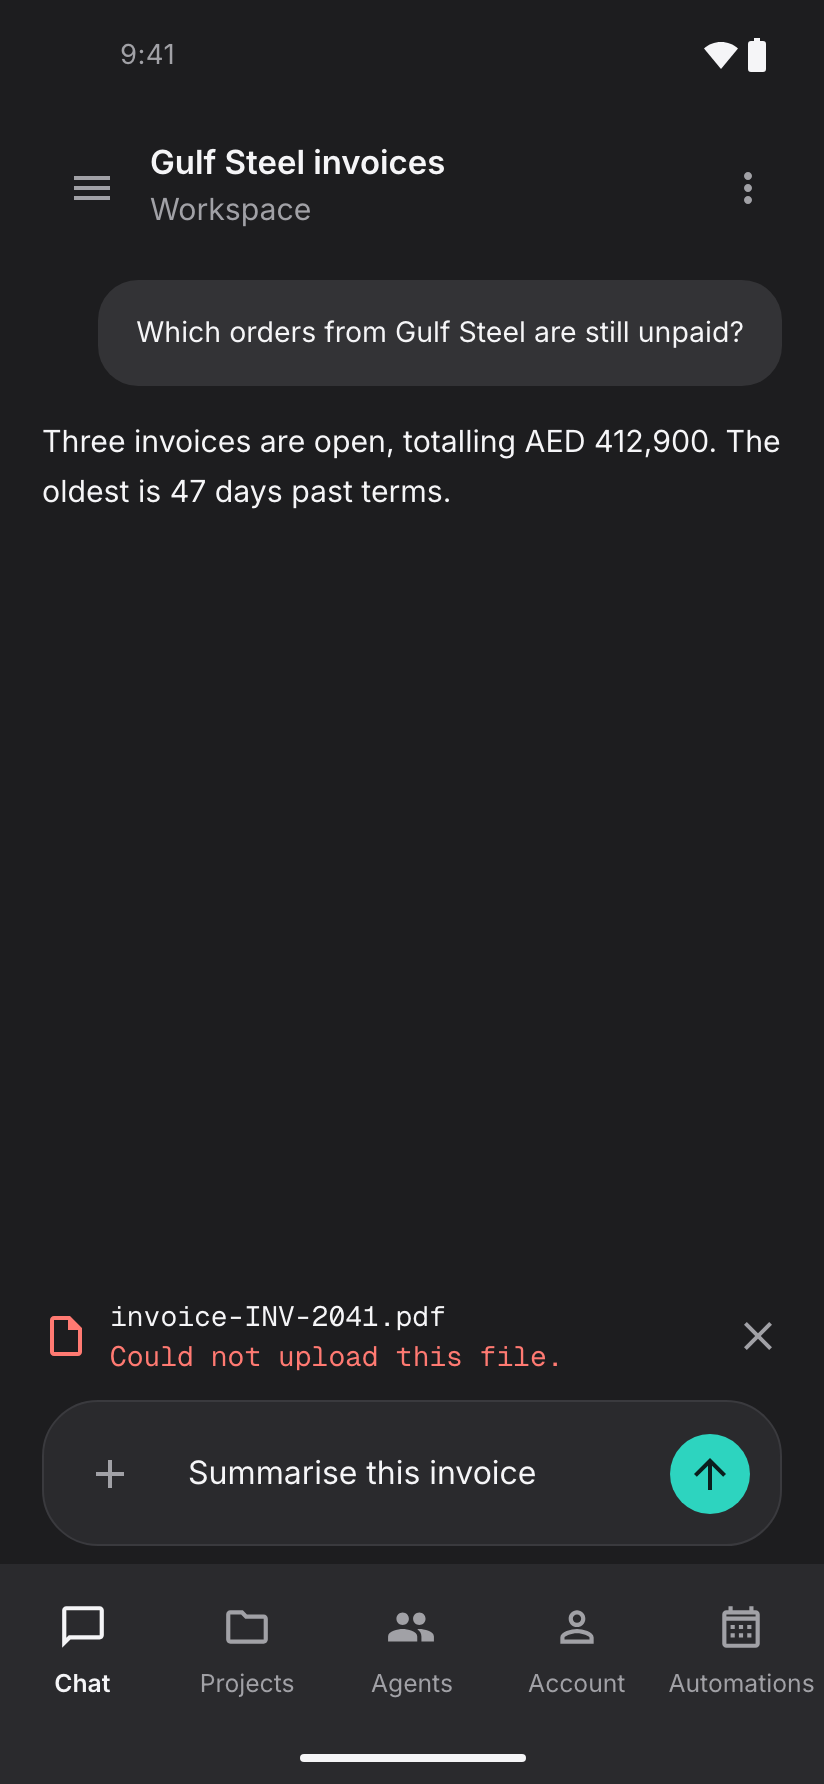 9:41
Gulf Steel invoices
Workspace
Which orders from Gulf Steel are still unpaid?
Three invoices are open, totalling AED 412,900. The
oldest is 47 days past terms.
invoice-INV-2041.pdf
Could not upload this file.
Summarise this invoice
Chat
Projects
Agents
Account
Automations